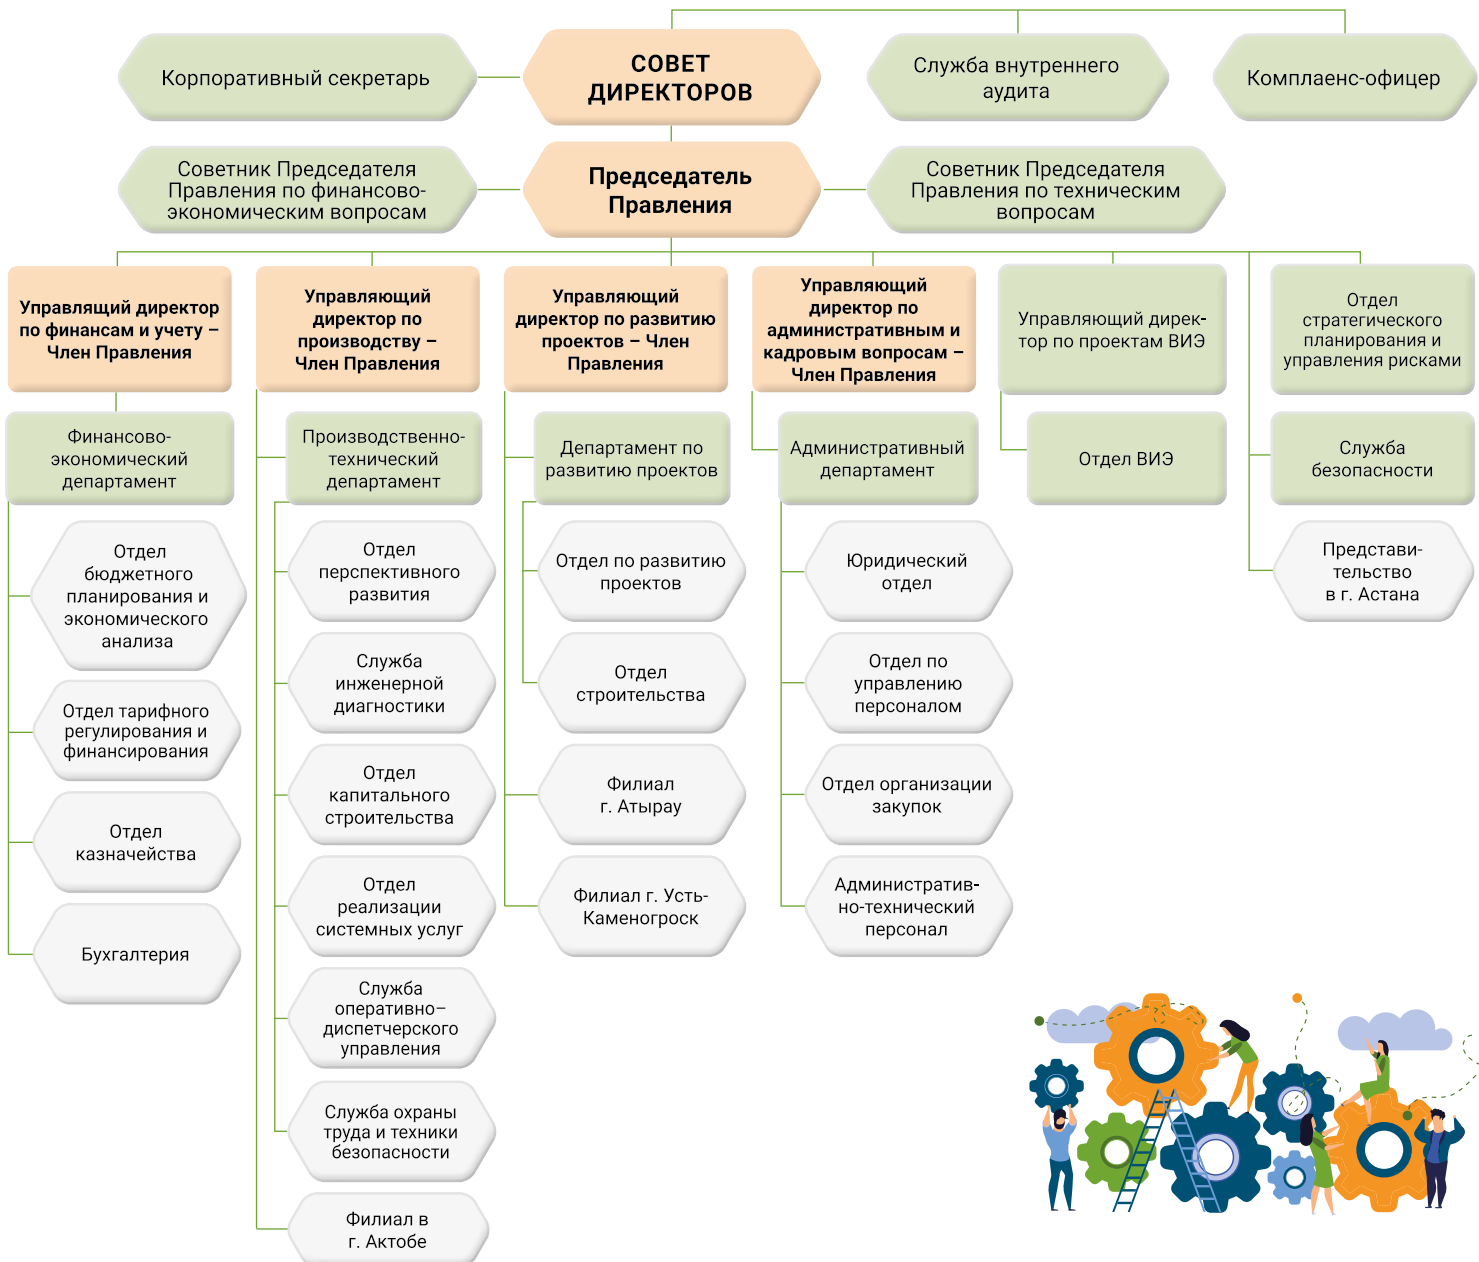 Корпоративный секретарь
СОВЕТ
ДИРЕКТОРОВ
Служба внутреннего
аудита
Комплаенс-офицер
Советник Председателя
Правления по финансово-
экономическим вопросам
Председатель
Правления
Советник Председателя
Правления по техническим
вопросам
Управлящий директор
по финансам и учету –
Член Правления
Управляющий
директор по
производству –
Член Правления
Управляющий
директор по развитию
проектов – Член
Правления
Управляющий
директор по
административным и
кадровым вопросам –
Член Правления
Управляющий дирек-
тор по проектам ВИЭ
Отдел
стратегического
планирования и
управления рисками
Финансово-
экономический
департамент
Производственно-
технический
департамент
Департамент по
развитию проектов
Административный
департамент
Отдел ВИЭ
Служба
безопасности
Отдел
бюджетного
планирования и
экономического
анализа
Отдел тарифного
регулирования и
финансирования
Отдел
казначейства
Бухгалтерия
Отдел
перспективного
развития
Служба
инженерной
диагностики
Отдел
капитального
строительства
Отдел
реализации
системных услуг
Служба
оперативно–
диспетчерского
управления
Служба охраны
труда и техники
безопасности
Филиал в
г. Актобе
Отдел по развитию
проектов
Отдел
строительства
Филиал
г. Атырау
Филиал г. Усть-
Каменогроск
Юридический
отдел
Отдел по
управлению
персоналом
Отдел организации
закупок
Административ-
но-технический
персонал
Представи-
тельство
в г. Астана